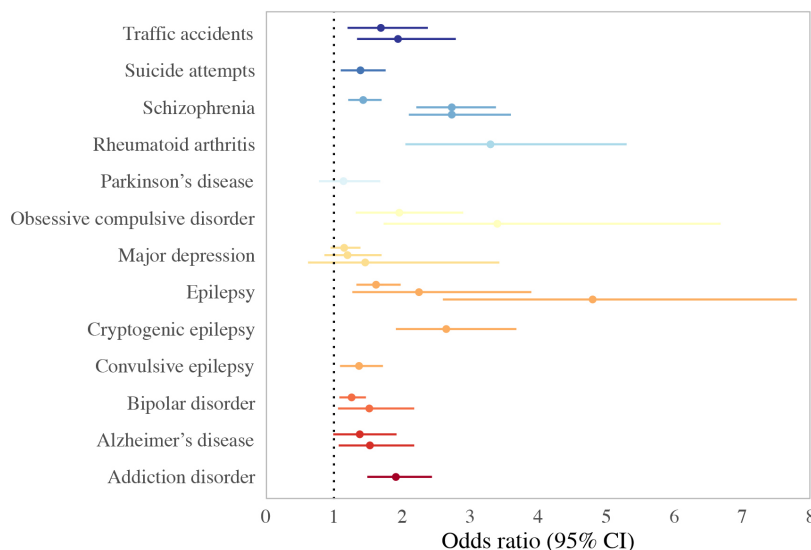 Traffic accidents
Suicide attempts
Schizophrenia
Rheumatoid arthritis
Parkinson’s disease
Obsessive compulsive disorder
Major depression
Epilepsy
Cryptogenic epilepsy
Convulsive epilepsy
Bipolar disorder
Alzheimer’s disease
Addiction disorder
0 1 2 3 4 5 6 7 8
Odds ratio (95% CI)